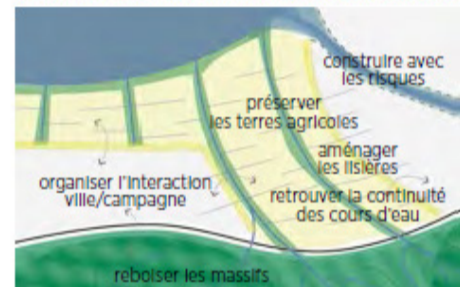 construire avec
les risques
préserver
les terres agricoles
aménager
les lisières
organiser l'interaction
ville/campagne
retrouver la continuité
des cours d'eau
reboiser les massifs